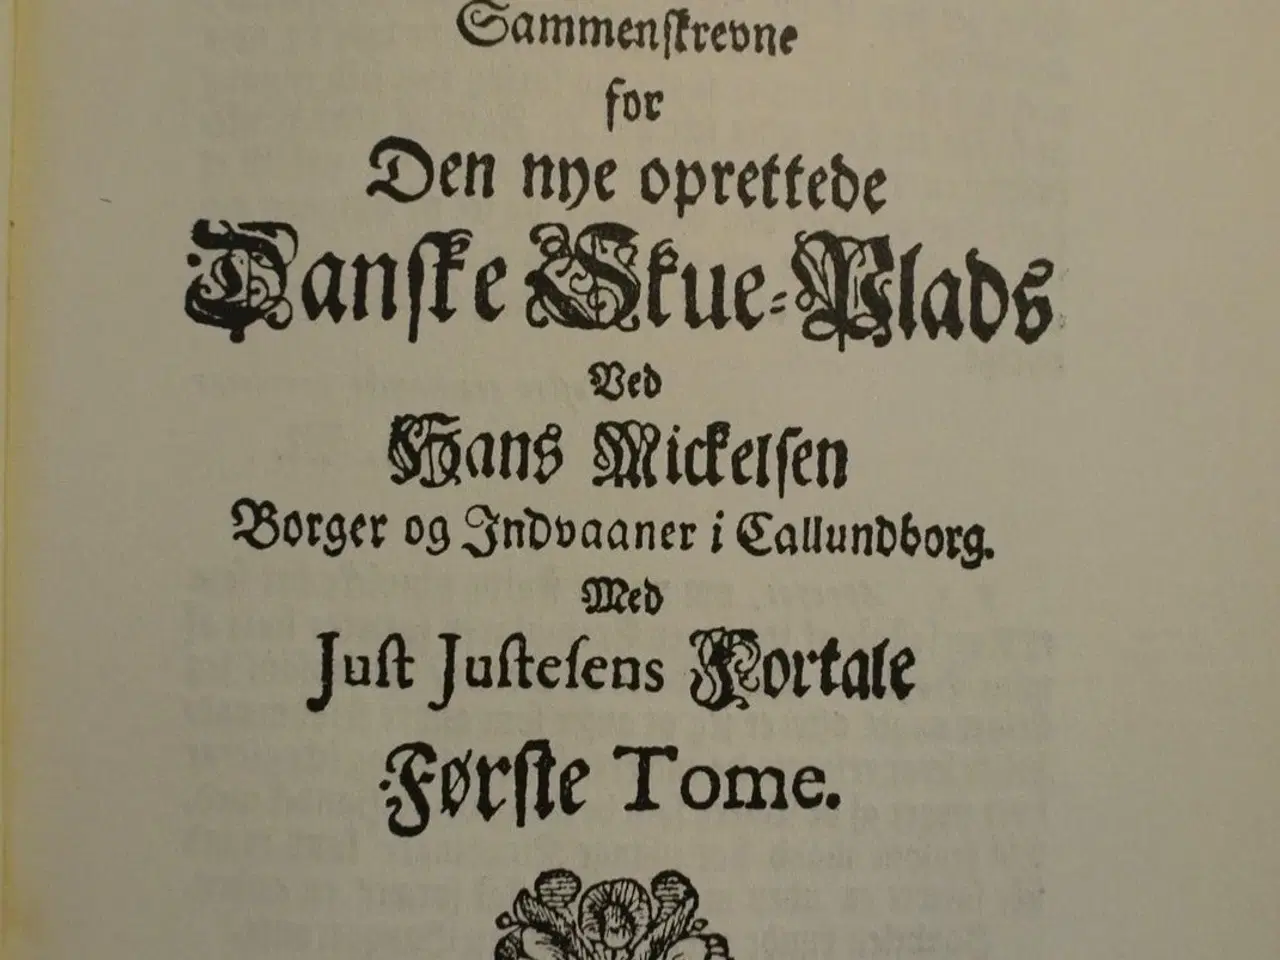 Sammenskrevne
for
Den nye oprettede
Danske Skue-Plads
Ved
Hans Mickelsen
Borger og Indvaaner i Callundborg.
Med
Just Justesens Fortale
Første Tome.